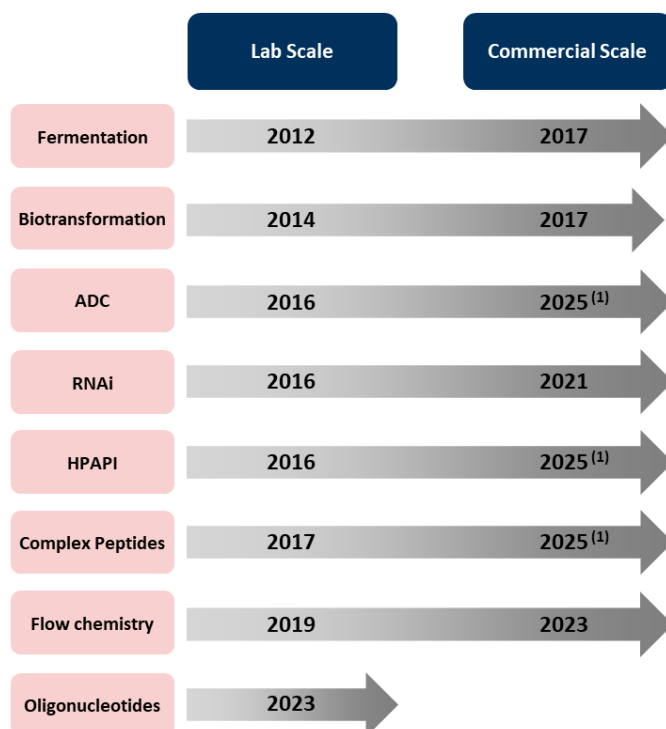 Lab Scale Commercial Scale
Fermentation 2012 2017
Biotransformation 2014 2017
ADC 2016 2025(1)
RNAi 2016 2021
HPAPI 2016 2025(1)
Complex Peptides 2017 2025(1)
Flow chemistry 2019 2023
Oligonucleotides 2023